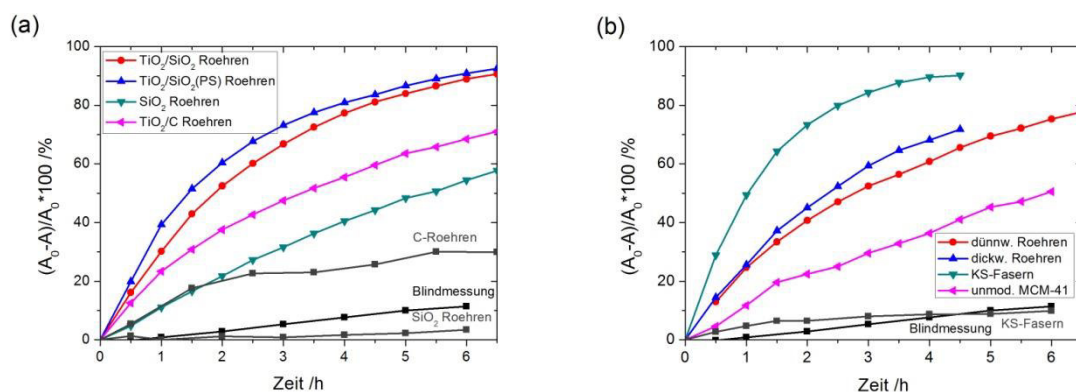 (a)
100
80
60
40
20
0
(A₀-A)/A₀*100 /%
TiO₂/SiO₂ Roehren
TiO₂/SiO₂(PS) Roehren
SiO₂ Roehren
TiO₂/C Roehren
C-Roehren
Blindmessung
SiO₂ Roehren
0 1 2 3 4 5 6
Zeit /h
(b)
100
80
60
40
20
0
(A₀-A)/A₀*100 /%
dünnw. Roehren
dickw. Roehren
KS-Fasern
unmod. MCM-41
Blindmessung
KS-Fasern
0 1 2 3 4 5 6
Zeit /h